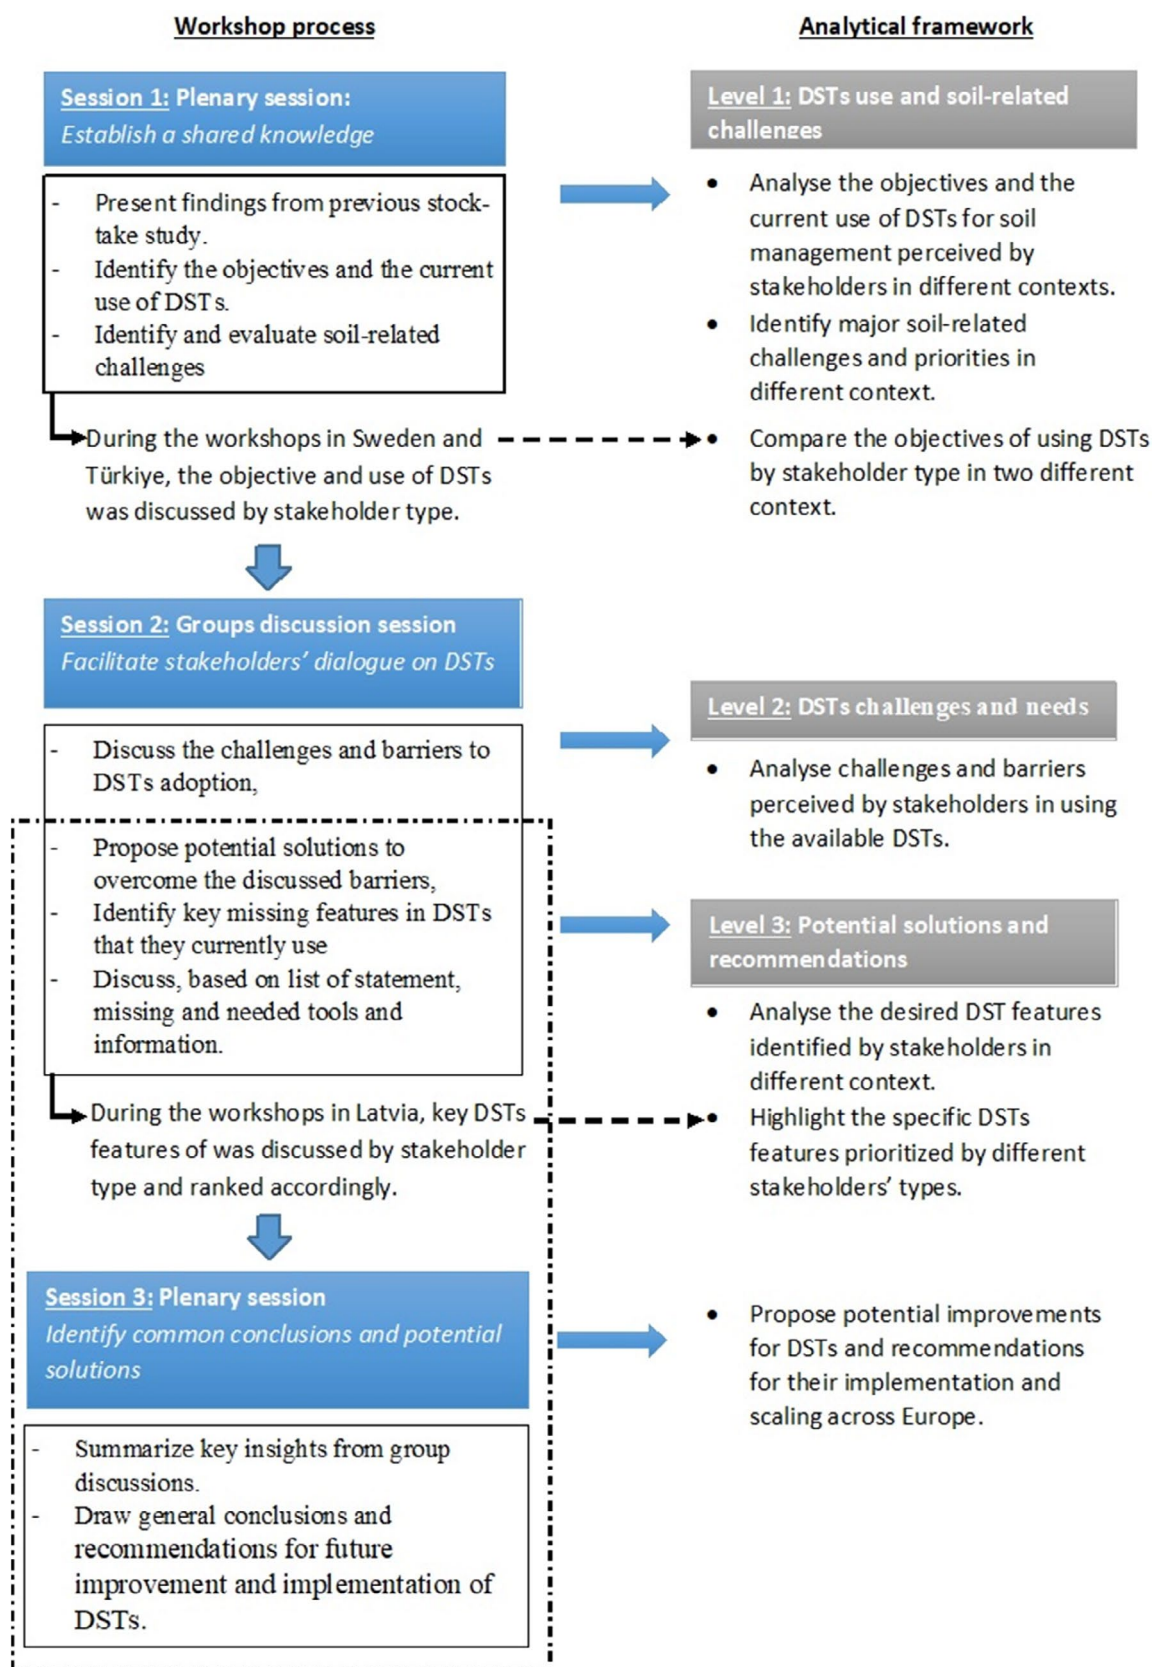 Workshop process
Session 1: Plenary session:
Establish a shared knowledge
- Present findings from previous stock-
take study.
- Identify the objectives and the current
use of DSTs.
- Identify and evaluate soil-related
challenges
During the workshops in Sweden and
Türkiye, the objective and use of DSTs
was discussed by stakeholder type.
Session 2: Groups discussion session
Facilitate stakeholders’ dialogue on DSTs
- Discuss the challenges and barriers to
DSTs adoption,
- Propose potential solutions to
overcome the discussed barriers,
- Identify key missing features in DSTs
that they currently use
- Discuss, based on list of statement,
missing and needed tools and
information.
During the workshops in Latvia, key DSTs
features of was discussed by stakeholder
type and ranked accordingly.
Session 3: Plenary session
Identify common conclusions and potential
solutions
- Summarize key insights from group
discussions.
- Draw general conclusions and
recommendations for future
improvement and implementation of
DSTs.
Analytical framework
Level 1: DSTs use and soil-related
challenges
• Analyse the objectives and the
current use of DSTs for soil
management perceived by
stakeholders in different contexts.
• Identify major soil-related
challenges and priorities in
different context.
• Compare the objectives of using DSTs
by stakeholder type in two different
context.
Level 2: DSTs challenges and needs
• Analyse challenges and barriers
perceived by stakeholders in using
the available DSTs.
Level 3: Potential solutions and
recommendations
• Analyse the desired DST features
identified by stakeholders in
different context.
• Highlight the specific DSTs
features prioritized by different
stakeholders’ types.
• Propose potential improvements
for DSTs and recommendations
for their implementation and
scaling across Europe.